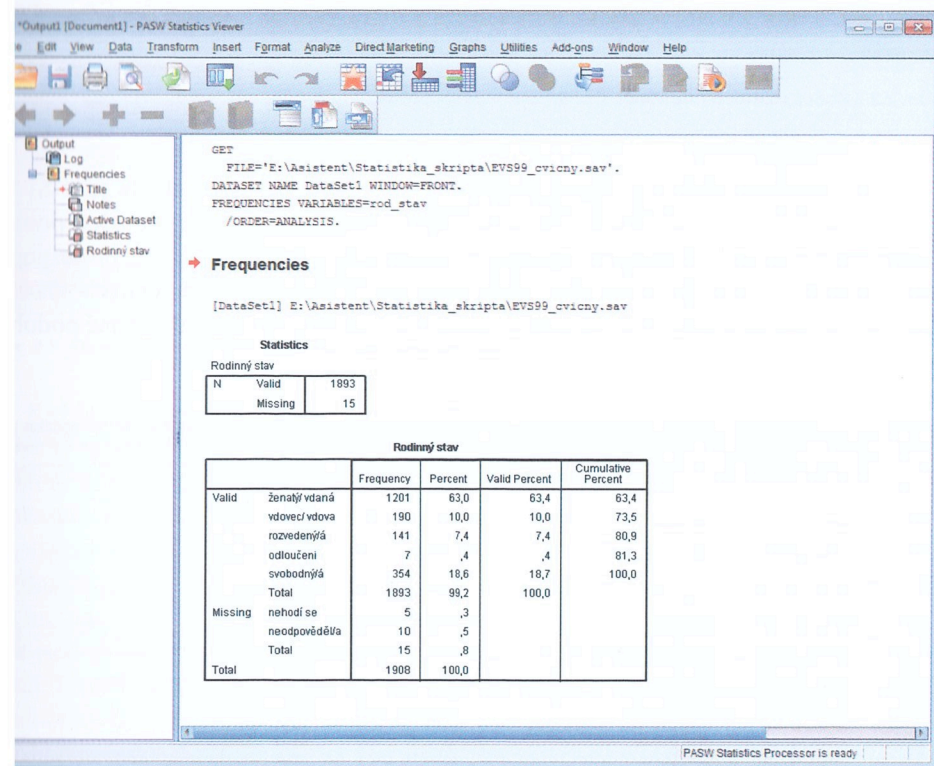 *Output1 [Document1] - PASW Statistics Viewer
e Edit View Data Transform Insert Format Analyze Direct Marketing Graphs Utilities Add-ons Window Help
Output
Log
Frequencies
Title
Notes
Active Dataset
Statistics
Rodinný stav
GET
FILE='E:\Asistent\Statistika_skripta\EVS99_cvicny.sav'.
DATASET NAME DataSet1 WINDOW=FRONT.
FREQUENCIES VARIABLES=rod_stav
/ORDER=ANALYSIS.
Frequencies
[DataSet1] E:\Asistent\Statistika_skripta\EVS99_cvicny.sav
Statistics
Rodinný stav
N Valid 1893
Missing 15
Rodinný stav
Frequency Percent Valid Percent Cumulative Percent
Valid ženatý/ vdaná 1201 63,0 63,4 63,4
vdovec/ vdova 190 10,0 10,0 73,5
rozvedený/á 141 7,4 7,4 80,9
odloučeni 7 ,4 ,4 81,3
svobodný/á 354 18,6 18,7 100,0
Total 1893 99,2 100,0
Missing nehodí se 5 ,3
neodpověděl/a 10 ,5
Total 15 ,8
Total 1908 100,0
PASW Statistics Processor is ready